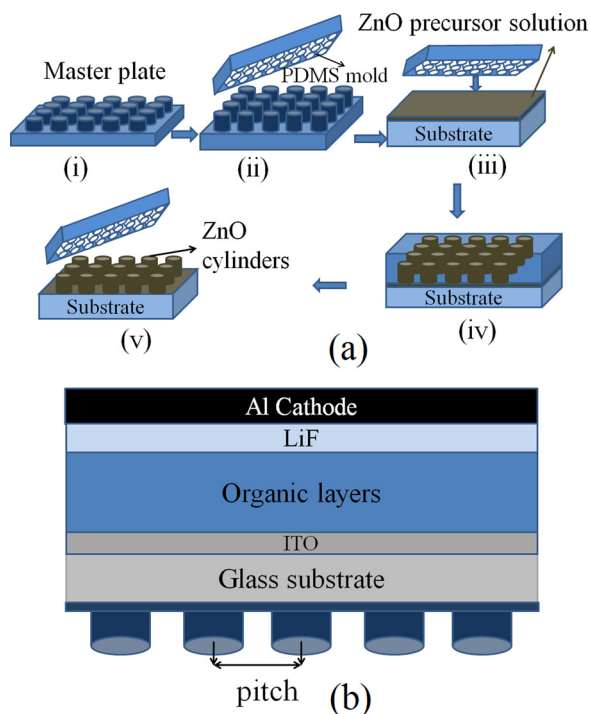 Master plate
(i)
PDMS mold
(ii)
ZnO precursor solution
Substrate
(iii)
Substrate
(iv)
ZnO
cylinders
Substrate
(v)
(a)
Al Cathode
LiF
Organic layers
ITO
Glass substrate
pitch
(b)